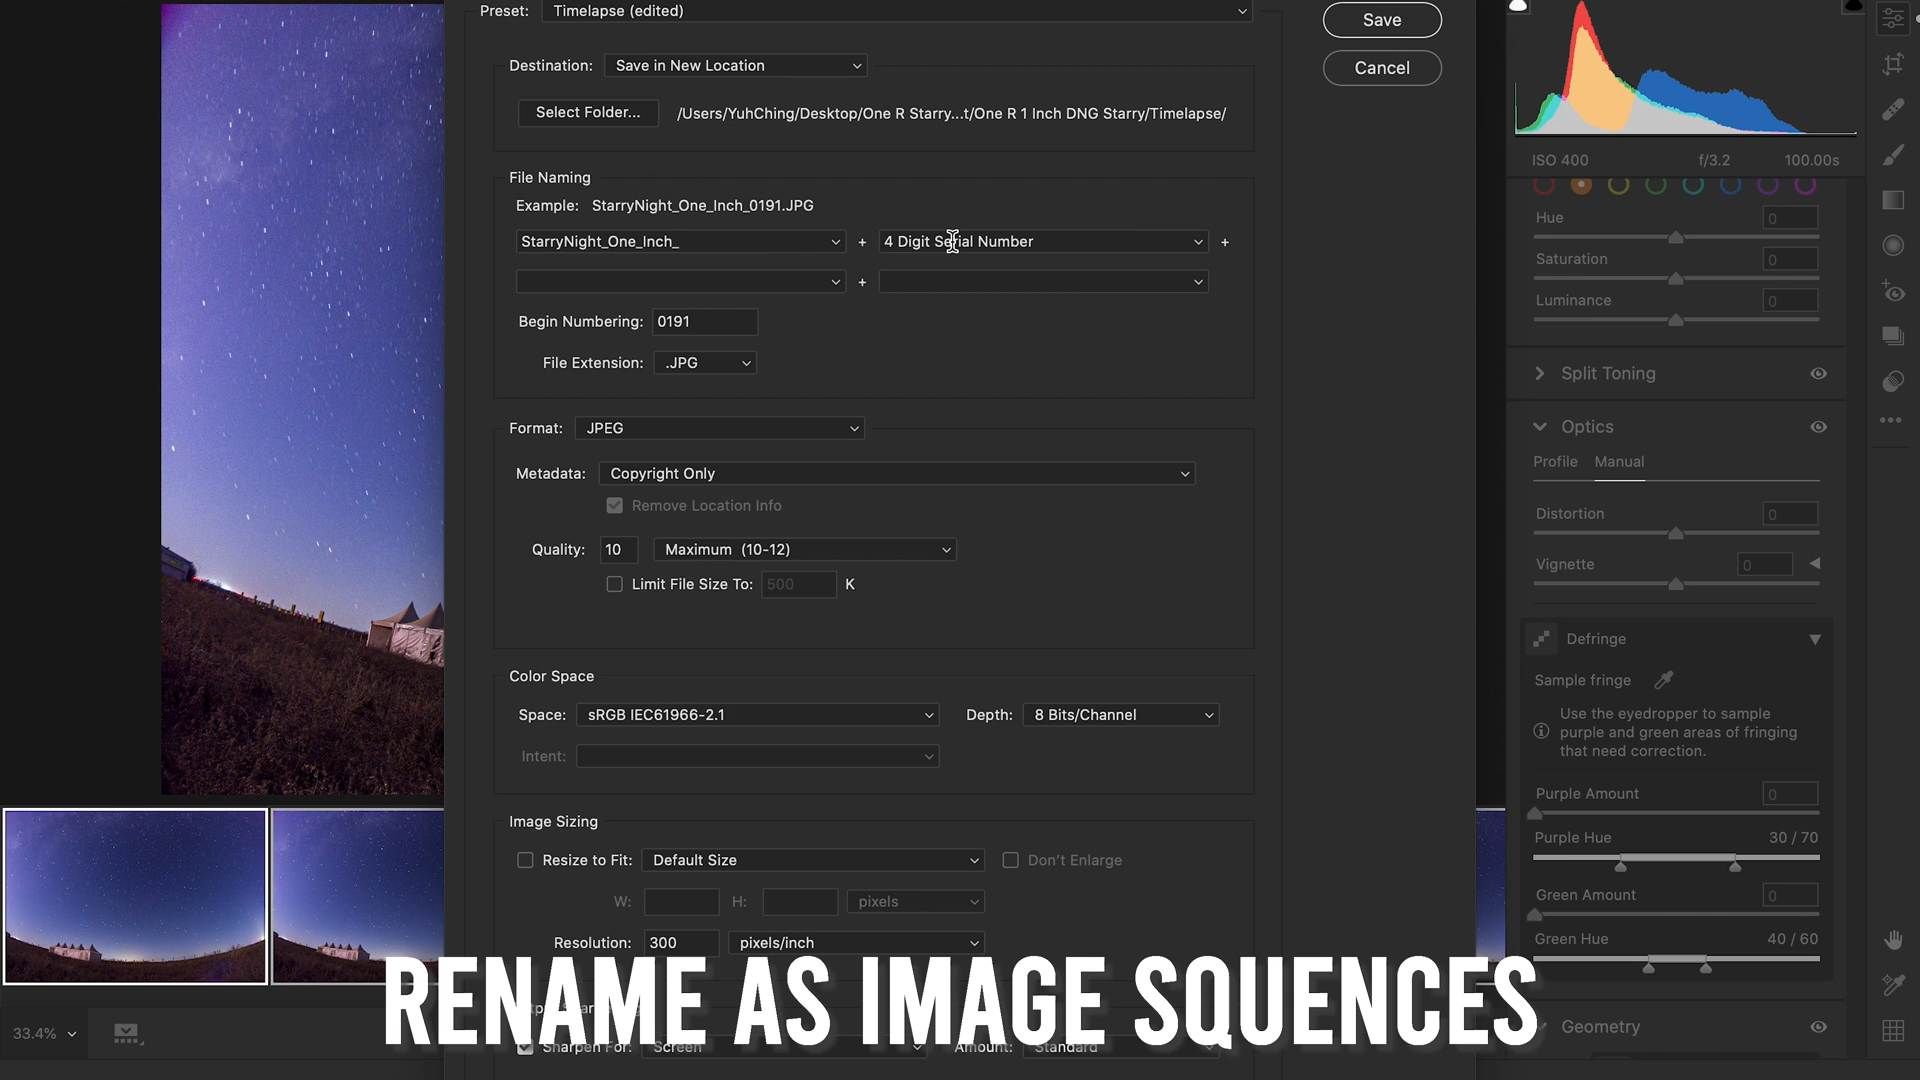 Preset: Timelapse (edited)
Save
Destination: Save in New Location
Cancel
Select Folder... /Users/YuhChing/Desktop/One R Starry...t/One R 1 Inch DNG Starry/Timelapse/
ISO 400 f/3.2 100.00s
File Naming
Example: StarryNight_One_Inch_0191.JPG
StarryNight_One_Inch_ + 4 Digit Serial Number +
+
Begin Numbering: 0191
File Extension: .JPG
Format: JPEG
Metadata: Copyright Only
Remove Location Info
Quality: 10 Maximum (10-12)
Limit File Size To: 500 K
Color Space
Space: sRGB IEC61966-2.1 Depth: 8 Bits/Channel
Intent:
Image Sizing
Resize to Fit: Default Size Don't Enlarge
W: H: pixels
Resolution: 300 pixels/inch
Sharpen For: Screen Amount: Standard
Hue 0
Saturation 0
Luminance 0
Split Toning
Optics
Profile Manual
Distortion 0
Vignette 0
Defringe
Sample fringe
Use the eyedropper to sample
purple and green areas of fringing
that need correction.
Purple Amount 0
Purple Hue 30 / 70
Green Amount 0
Green Hue 40 / 60
Geometry
33.4%
RENAME AS IMAGE SQUENCES